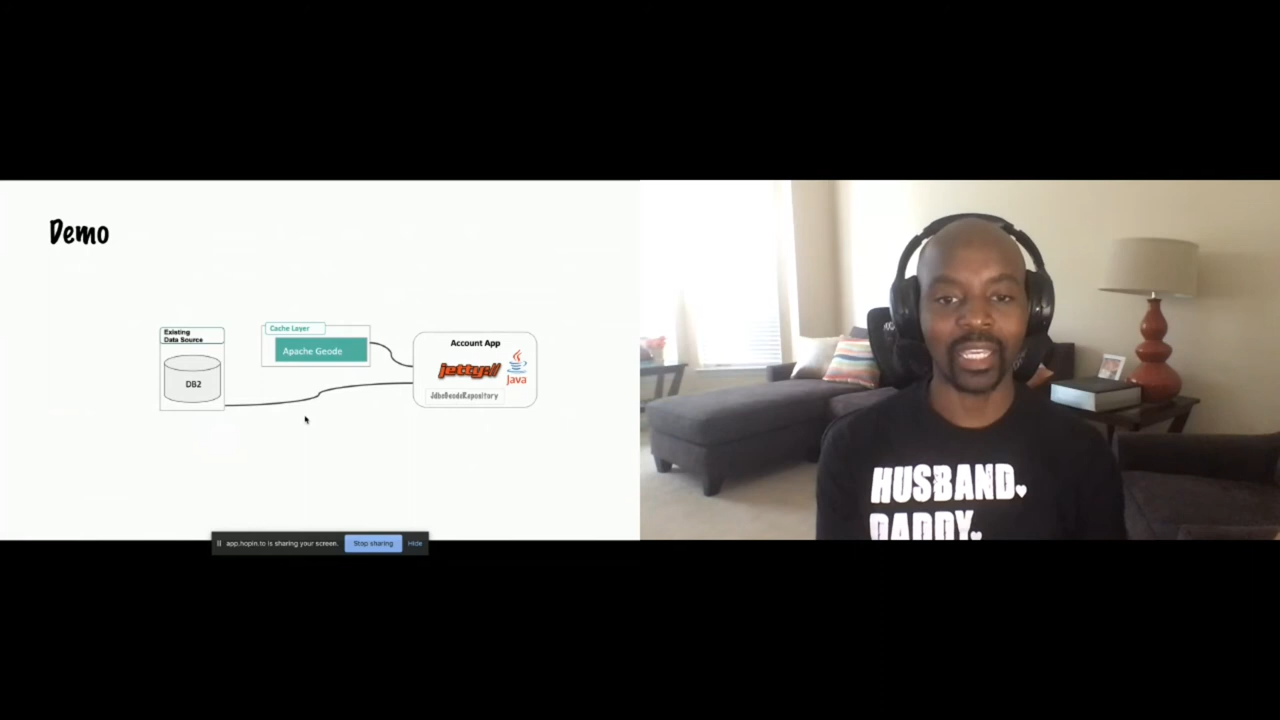 Demo
Existing
Data Source
DB2
Cache Layer
Apache Geode
Account App
jetty://
Java
JdbcGeodeRepository
app.hopin.to is sharing your screen.
Stop sharing
Hide
HUSBAND.
DADDY.